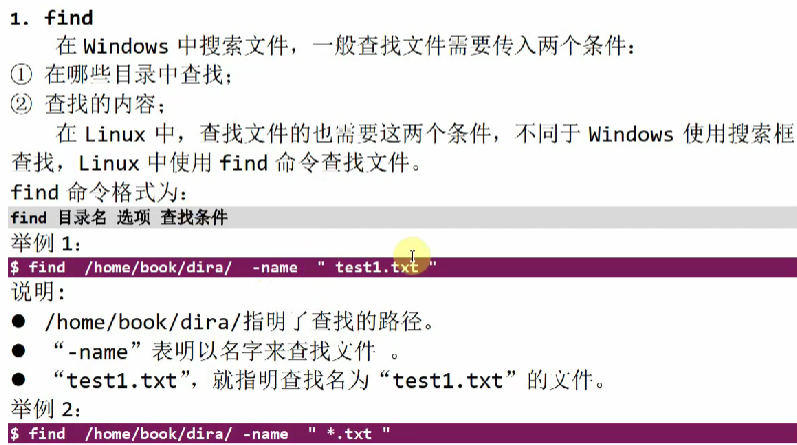 1. find
在 Windows 中搜索文件，一般查找文件需要传入两个条件：
① 在哪些目录中查找；
② 查找的内容；
在 Linux 中，查找文件的也需要这两个条件，不同于 Windows 使用搜索框
查找，Linux 中使用 find 命令查找文件。
find 命令格式为：
find 目录名 选项 查找条件
举例 1：
$ find  /home/book/dira/  -name  " test1.txt "
说明：
● /home/book/dira/指明了查找的路径。
● “-name”表明以名字来查找文件 。
● “test1.txt”，就指明查找名为“test1.txt”的文件。
举例 2：
$ find  /home/book/dira/ -name  " *.txt "